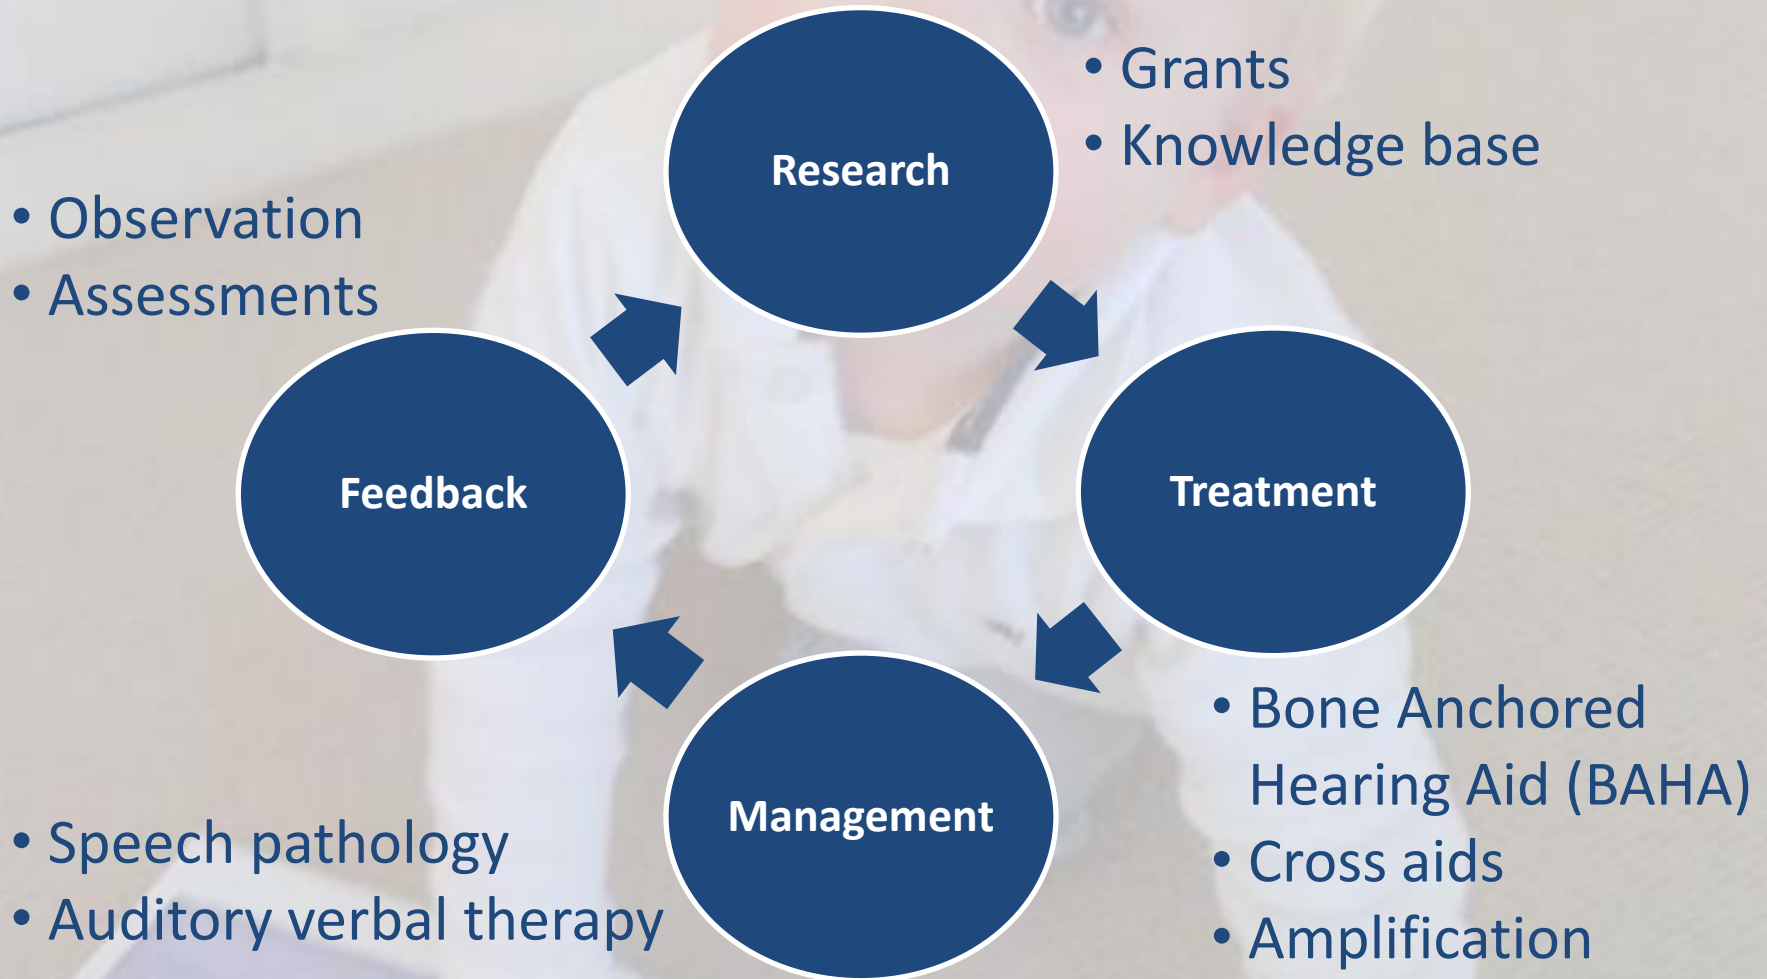 Research
• Grants
• Knowledge base
Treatment
• Bone Anchored
Hearing Aid (BAHA)
• Cross aids
• Amplification
Management
• Speech pathology
• Auditory verbal therapy
Feedback
• Observation
• Assessments